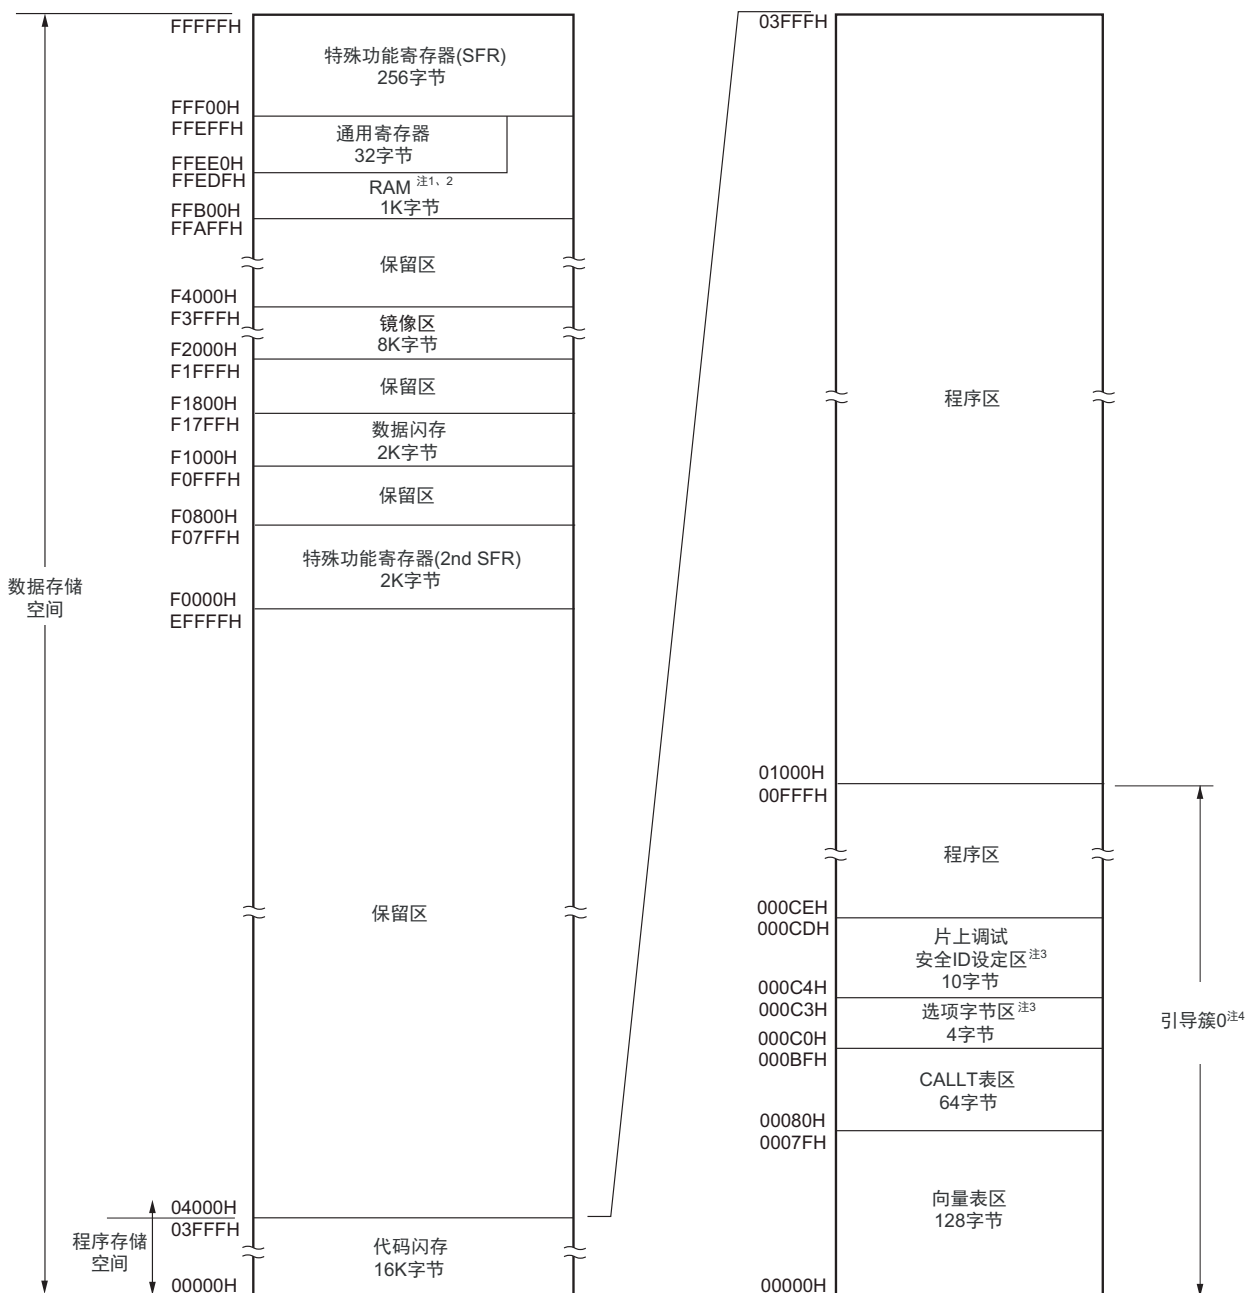 FFFFFH
特殊功能寄存器(SFR)
256字节
FFF00H
FFEFFH
通用寄存器
32字节
FFEE0H
FFEDFH
RAM 注1、2
1K字节
FFB00H
FFAFFH
保留区
F4000H
F3FFFH
镜像区
8K字节
F2000H
F1FFFH
保留区
F1800H
F17FFH
数据闪存
2K字节
F1000H
F0FFFH
保留区
F0800H
F07FFH
特殊功能寄存器(2nd SFR)
2K字节
F0000H
EFFFFH
数据存储
空间
保留区
04000H
03FFFH
程序存储
空间
代码闪存
16K字节
00000H
03FFFH
程序区
01000H
00FFFH
程序区
000CEH
000CDH
片上调试
安全ID设定区注3
10字节
000C4H
000C3H
选项字节区注3
4字节
000C0H
000BFH
引导簇0注4
CALLT表区
64字节
00080H
0007FH
向量表区
128字节
00000H